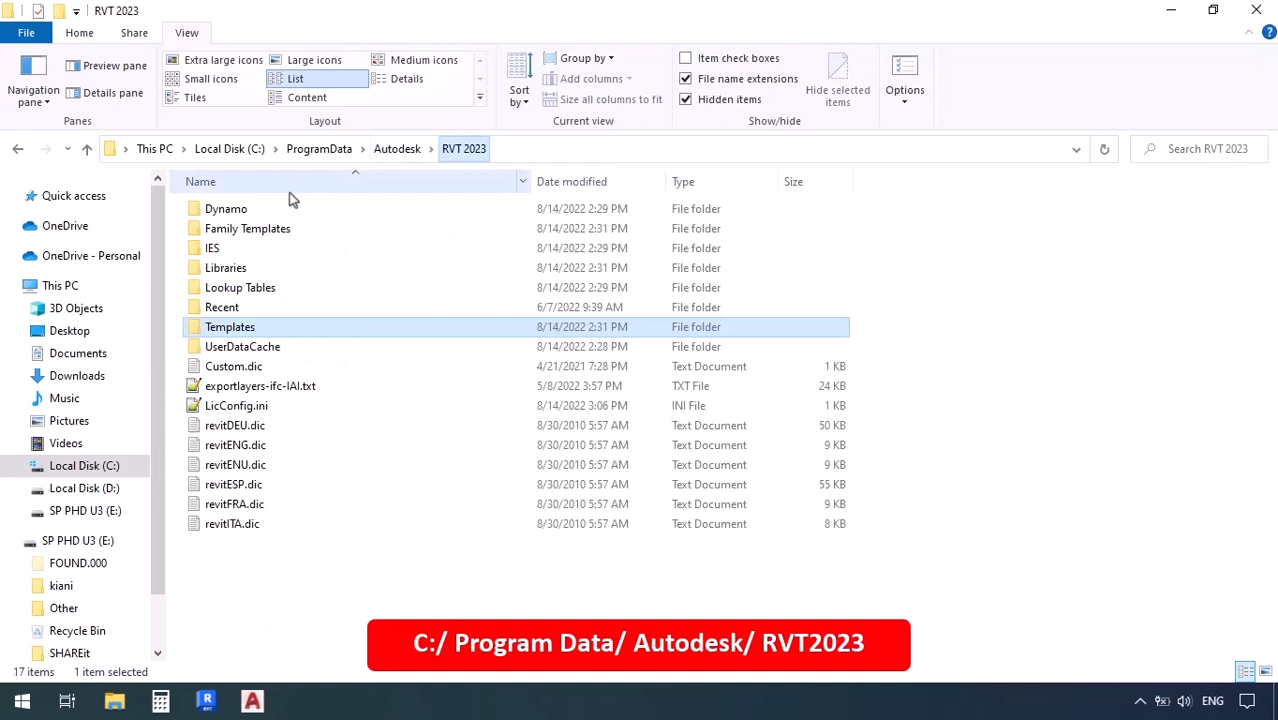 RVT 2023
File Home Share View
Navigation pane
Preview pane
Details pane
Panes
Extra large icons Large icons Medium icons
Small icons List Details
Tiles Content
Layout
Sort by
Group by
Add columns
Size all columns to fit
Current view
Item check boxes
File name extensions
Hidden items
Hide selected items
Show/hide
Options
This PC Local Disk (C:) ProgramData Autodesk RVT 2023
Search RVT 2023
Quick access
OneDrive
OneDrive - Personal
This PC
3D Objects
Desktop
Documents
Downloads
Music
Pictures
Videos
Local Disk (C:)
Local Disk (D:)
SP PHD U3 (E:)
SP PHD U3 (E:)
FOUND.000
kiani
Other
Recycle Bin
SHAREit
Name Date modified Type Size
Dynamo 8/14/2022 2:29 PM File folder
Family Templates 8/14/2022 2:31 PM File folder
IES 8/14/2022 2:29 PM File folder
Libraries 8/14/2022 2:31 PM File folder
Lookup Tables 8/14/2022 2:29 PM File folder
Recent 6/7/2022 9:39 AM File folder
Templates 8/14/2022 2:31 PM File folder
UserDataCache 8/14/2022 2:28 PM File folder
Custom.dic 4/21/2021 7:28 PM Text Document 1 KB
exportlayers-ifc-IAI.txt 5/8/2022 3:57 PM TXT File 24 KB
LicConfig.ini 8/14/2022 3:06 PM INI File 1 KB
revitDEU.dic 8/30/2010 5:57 AM Text Document 50 KB
revitENG.dic 8/30/2010 5:57 AM Text Document 9 KB
revitENU.dic 8/30/2010 5:57 AM Text Document 9 KB
revitESP.dic 8/30/2010 5:57 AM Text Document 55 KB
revitFRA.dic 8/30/2010 5:57 AM Text Document 9 KB
revitITA.dic 8/30/2010 5:57 AM Text Document 8 KB
C:/ Program Data/ Autodesk/ RVT2023
17 items 1 item selected
ENG